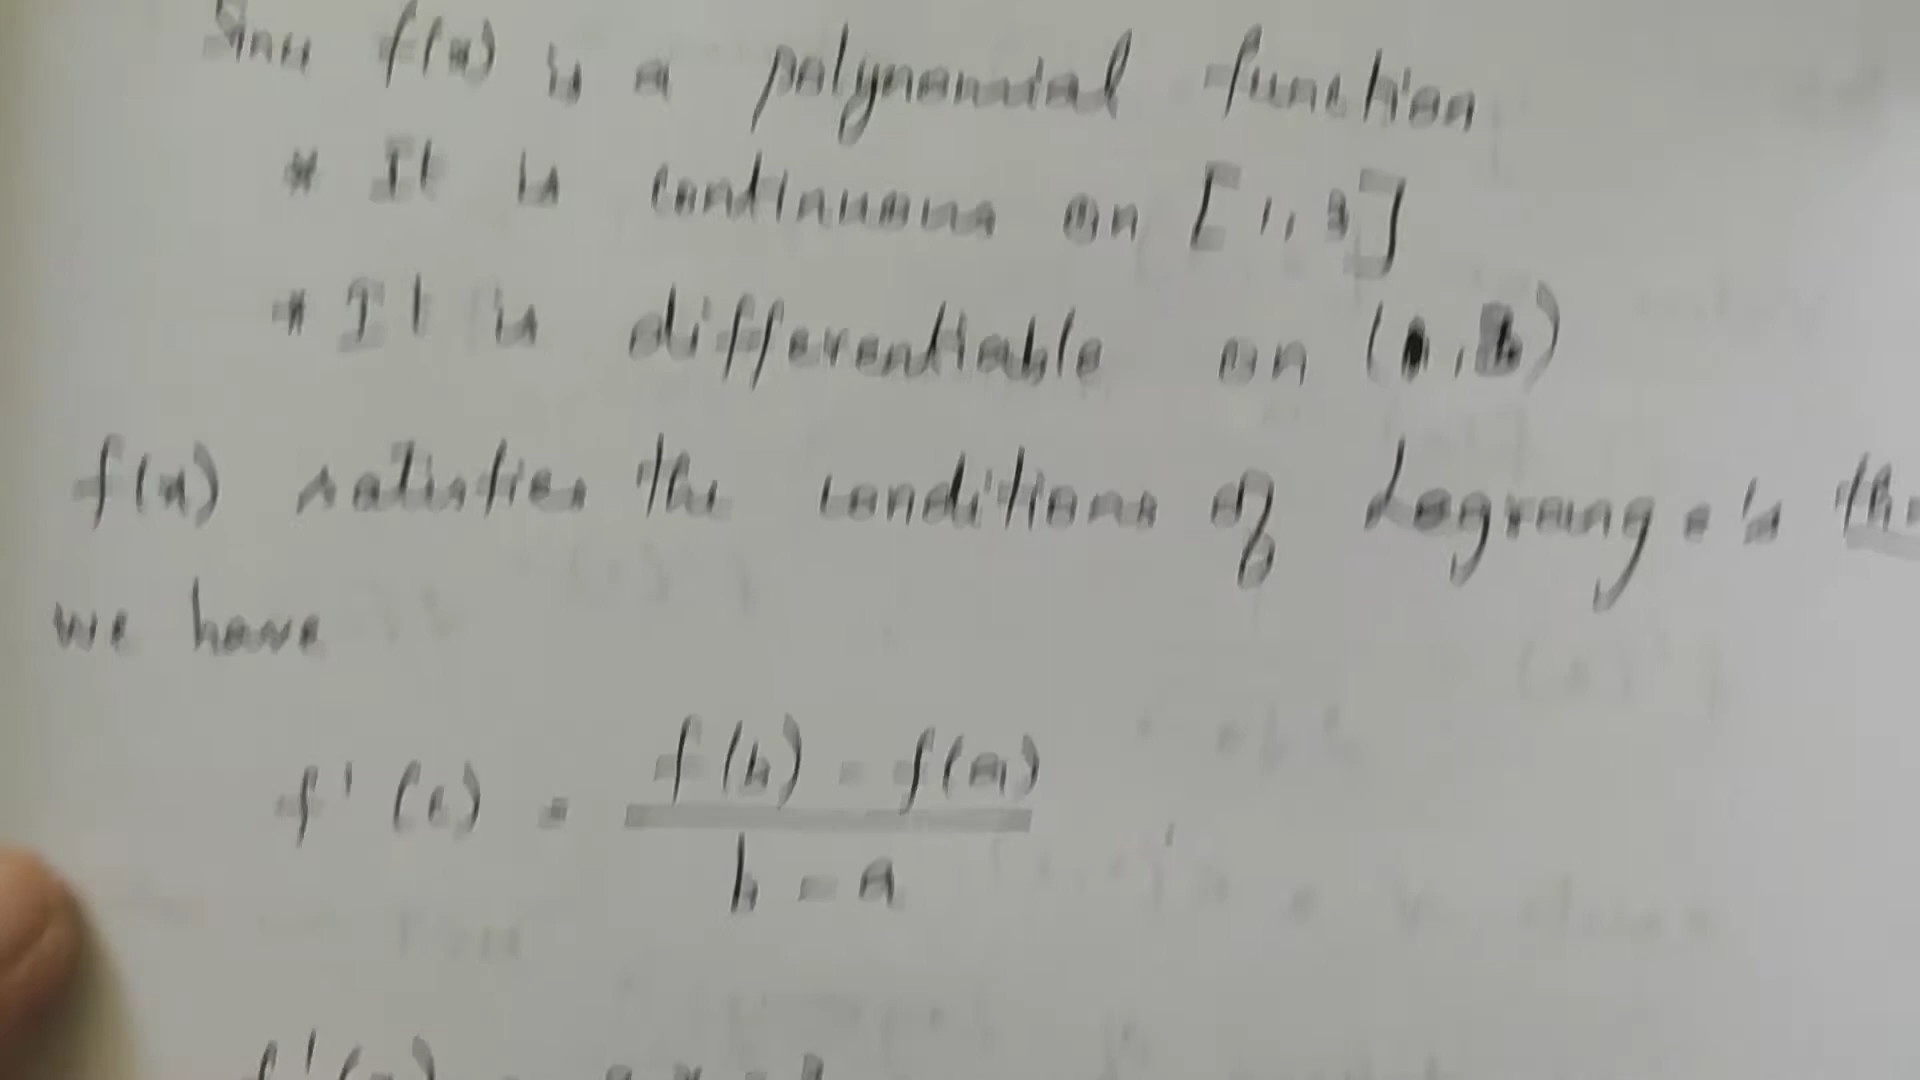 Since f(x) is a polynomial function
* It is continuous on [1, 3]
* It is differentiable on (1, 3)
f(x) satisfies the conditions of Lagrange's
we have
f'(c) = f(b) - f(a)
b - a